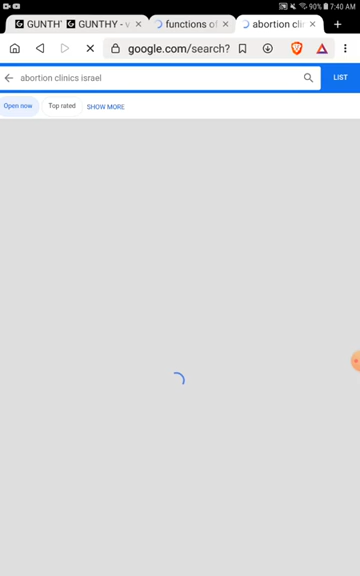 90% 7:40 AM
GUNTH GUNTHY - functions of abortion cli
google.com/search?
abortion clinics israel
LIST
Open now Top rated SHOW MORE